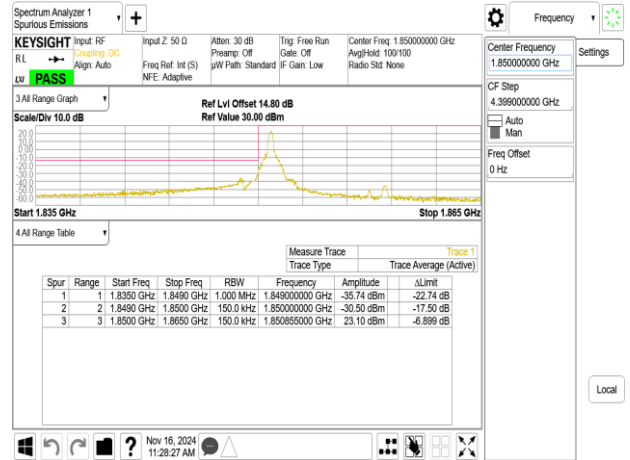 Spectrum Analyzer 1
Spurious Emissions
Frequency
KEYSIGHT
RL
LXI
PASS
Input: RF
Coupling: DC
Align: Auto
Input Z: 50 Ω
Freq Ref: Int (S)
NFE: Adaptive
Atten: 30 dB
Preamp: Off
µW Path: Standard
Trig: Free Run
Gate: Off
IF Gain: Low
Center Freq: 1.850000000 GHz
Avg|Hold: 100/100
Radio Std: None
Center Frequency
1.850000000 GHz
Settings
CF Step
4.399000000 GHz
Auto
Man
Freq Offset
0 Hz
3 All Range Graph
Scale/Div 10.0 dB
Ref Lvl Offset 14.80 dB
Ref Value 30.00 dBm
20.0
10.0
0.00
-10.0
-20.0
-30.0
-40.0
-50.0
-60.0
Start 1.835 GHz
Stop 1.865 GHz
4 All Range Table
Measure Trace Trace 1
Trace Type Trace Average (Active)
Spur Range Start Freq Stop Freq RBW Frequency Amplitude ΔLimit
1 1 1.8350 GHz 1.8490 GHz 1.000 MHz 1.849000000 GHz -35.74 dBm -22.74 dB
2 2 1.8490 GHz 1.8500 GHz 150.0 kHz 1.850000000 GHz -30.50 dBm -17.50 dB
3 3 1.8500 GHz 1.8650 GHz 150.0 kHz 1.850855000 GHz 23.10 dBm -6.899 dB
Local
?
Nov 16, 2024
11:28:27 AM